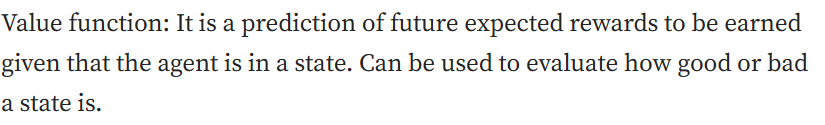 Value function: It is a prediction of future expected rewards to be earned
given that the agent is in a state. Can be used to evaluate how good or bad
a state is.